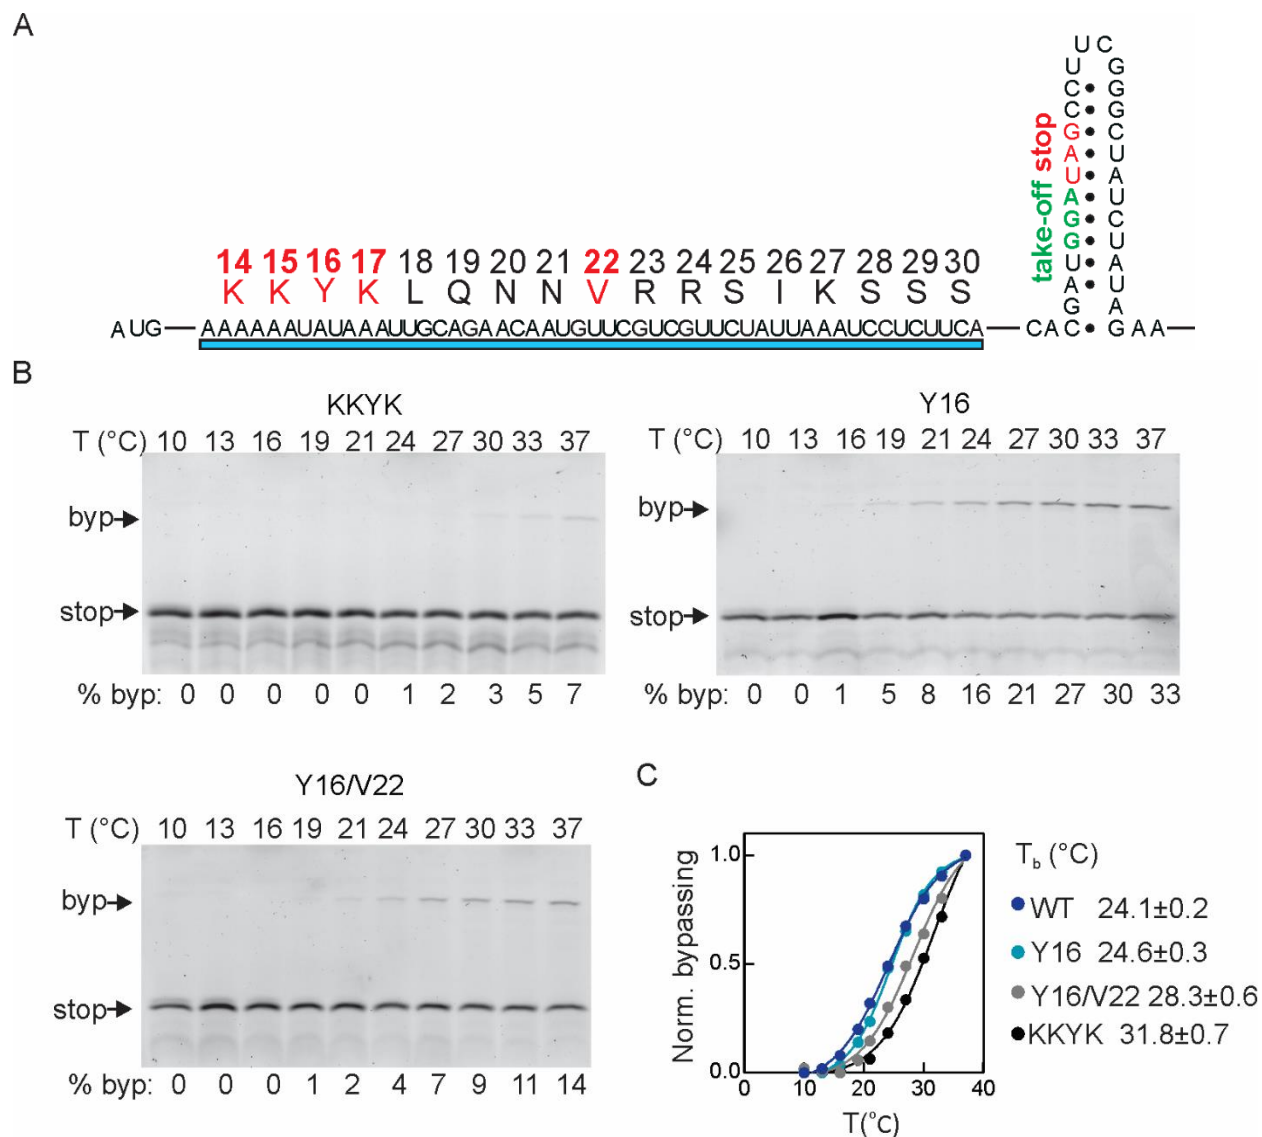 A
U C
U G
C • G
C • G
G • C
A • U
U • A
A • U
G • C
G • U
U • A
A • U
G A
take-off stop
14 15 16 17 18 19 20 21 22 23 24 25 26 27 28 29 30
K K Y K L Q N N V R R S I K S S S
AUG—AAAAAAUAUAAAUUGCAGAACAAUGUUCGUCGUUCUAUUAAAUCCUCUUCA—CAC • GAA—
B
KKYK
T (°C) 10 13 16 19 21 24 27 30 33 37
byp
stop
% byp: 0 0 0 0 0 1 2 3 5 7
Y16
T (°C) 10 13 16 19 21 24 27 30 33 37
byp
stop
% byp: 0 0 1 5 8 16 21 27 30 33
Y16/V22
T (°C) 10 13 16 19 21 24 27 30 33 37
byp
stop
% byp: 0 0 0 1 2 4 7 9 11 14
C
Norm. bypassing
1.0
0.5
0.0
0 10 20 30 40
T(°C)
Tb (°C)
WT 24.1±0.2
Y16 24.6±0.3
Y16/V22 28.3±0.6
KKYK 31.8±0.7